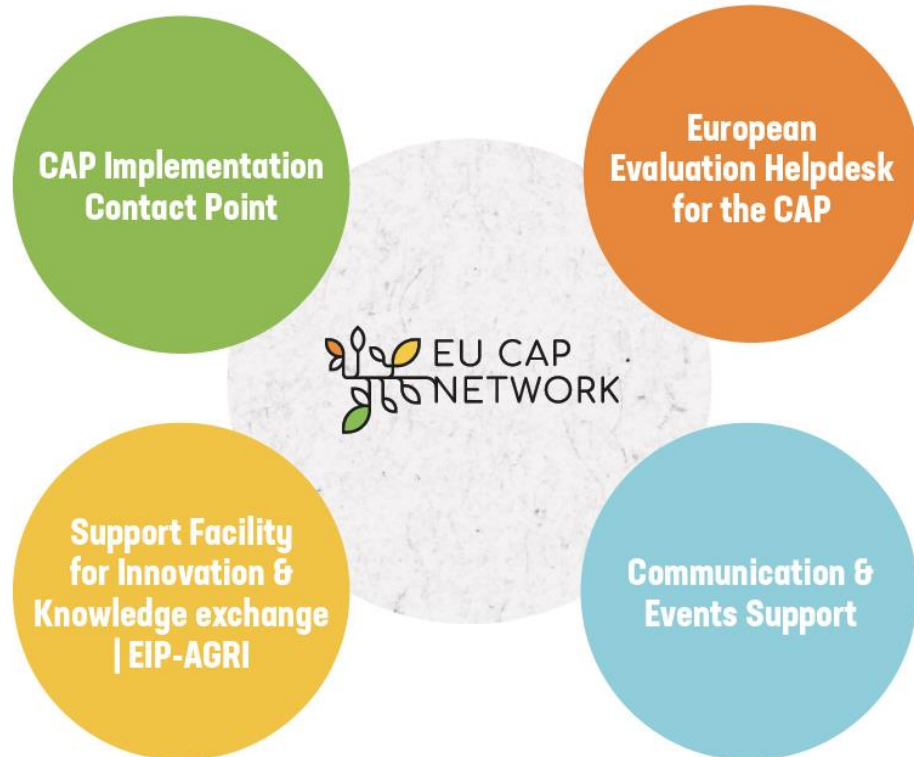 CAP Implementation
Contact Point
European
Evaluation Helpdesk
for the CAP
EU CAP
NETWORK
Support Facility
for Innovation &
Knowledge exchange
| EIP-AGRI
Communication &
Events Support